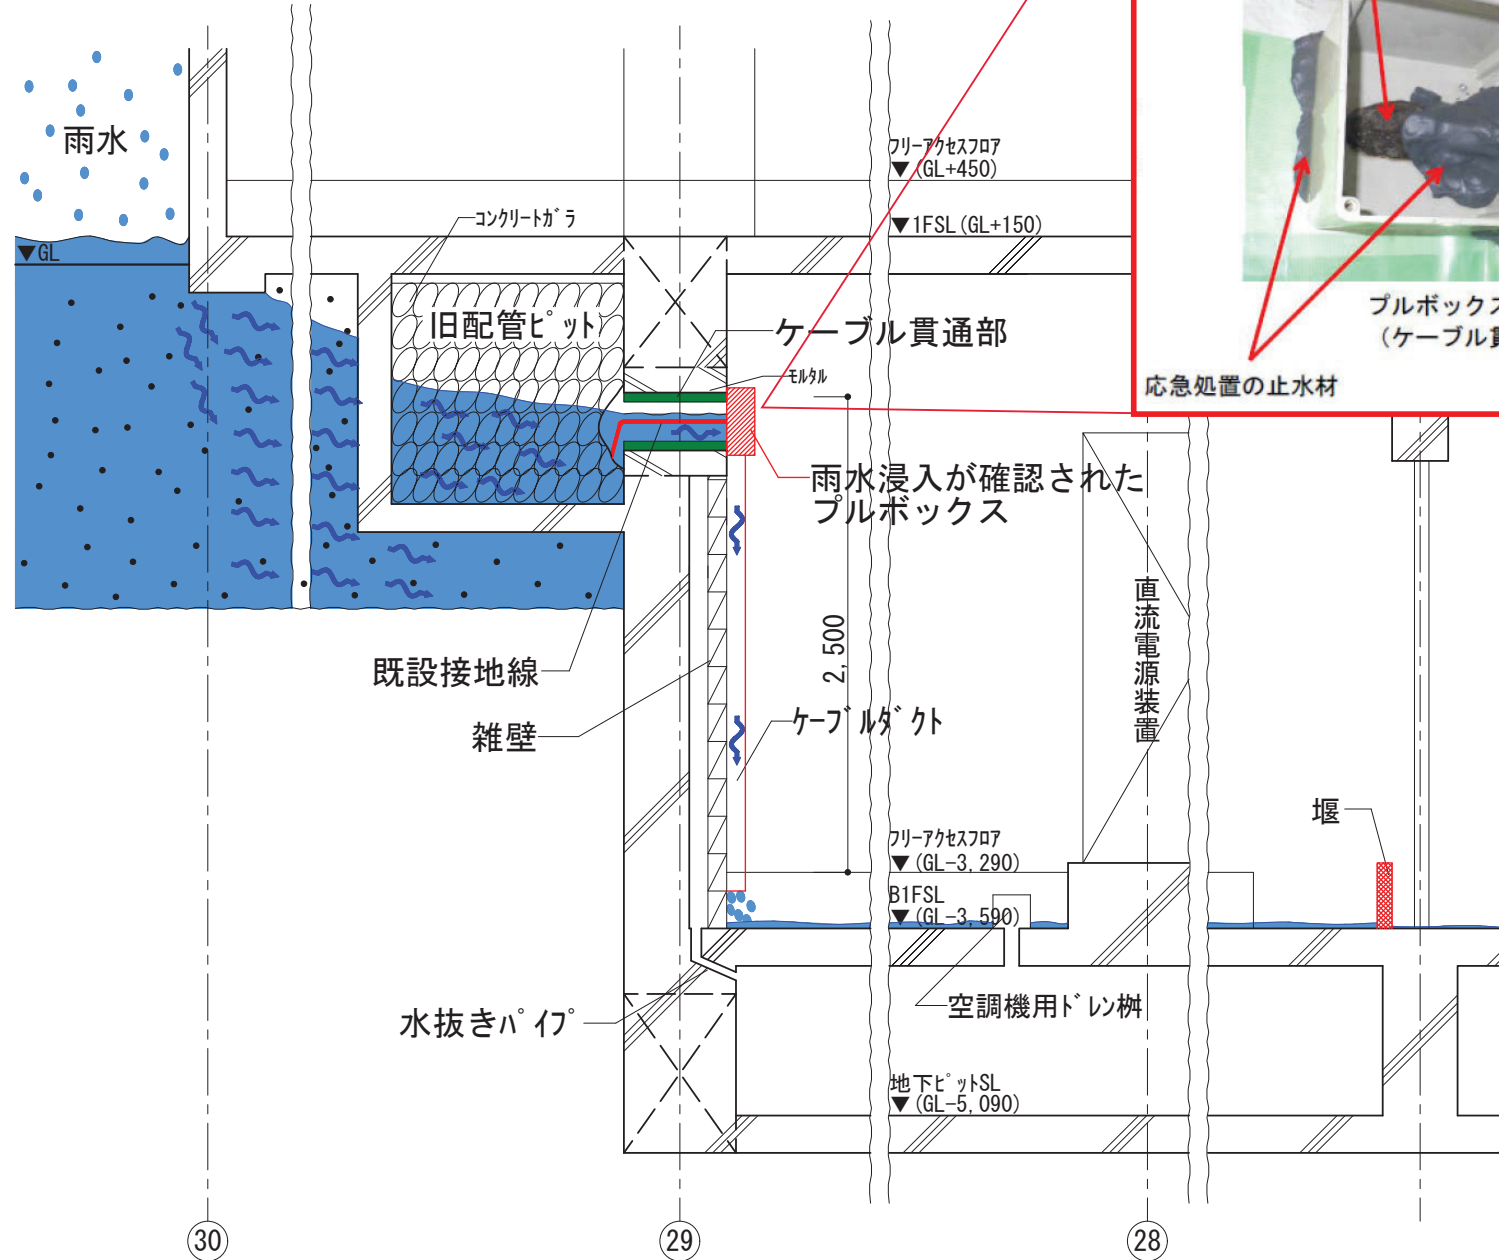 雨水
▼GL
コンクリートガラ
旧配管ピット
フリーアクセスフロア
▼(GL+450)
▼1FSL(GL+150)
ケーブル貫通部
モルタル
プルボックス
(ケーブル貫
応急処置の止水材
雨水浸入が確認された
プルボックス
既設接地線
雑壁
2,500
ケーブルダクト
直流電源装置
堰
フリーアクセスフロア
▼(GL-3,290)
B1FSL
▼(GL-3,590)
水抜きパイプ
空調機用ドレン桝
地下ピットSL
▼(GL-5,090)
30
29
28